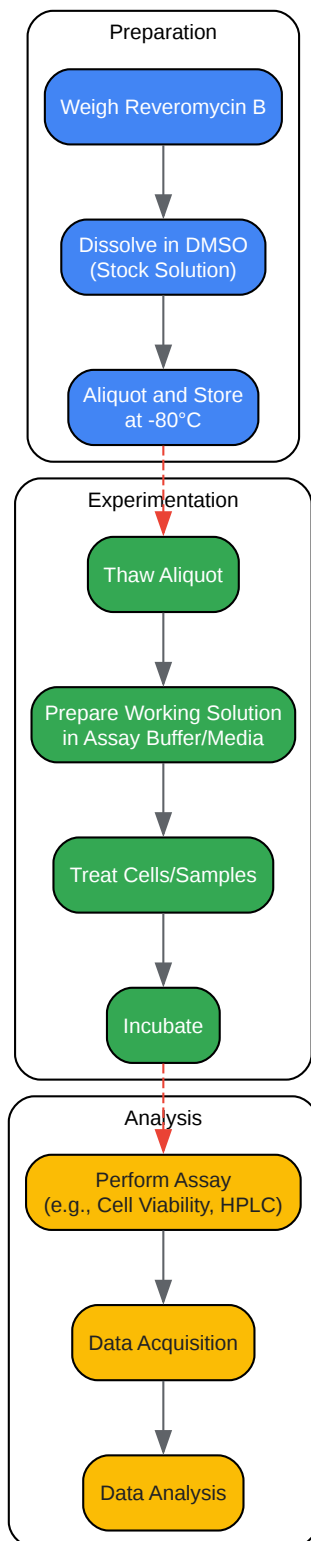 Preparation
Weigh Reveromycin B
Dissolve in DMSO
(Stock Solution)
Aliquot and Store
at -80°C
Experimentation
Thaw Aliquot
Prepare Working Solution
in Assay Buffer/Media
Treat Cells/Samples
Incubate
Analysis
Perform Assay
(e.g., Cell Viability, HPLC)
Data Acquisition
Data Analysis